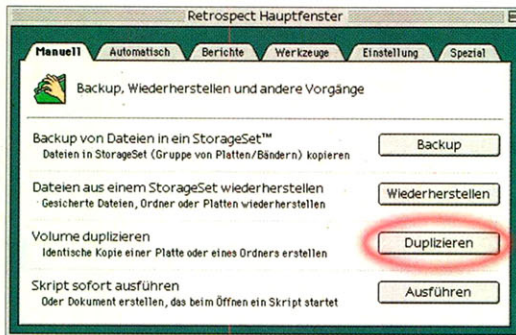 Retrospect Hauptfenster
Manuell Automatisch Berichte Werkzeuge Einstellung Spezial
Backup, Wiederherstellen und andere Vorgänge
Backup von Dateien in ein StorageSet™
Dateien in StorageSet (Gruppe von Platten/Bändern) kopieren
Backup
Dateien aus einem StorageSet wiederherstellen
Gesicherte Dateien, Ordner oder Platten wiederherstellen
Wiederherstellen
Volume duplizieren
Identische Kopie einer Platte oder eines Ordners erstellen
Duplizieren
Skript sofort ausführen
Oder Dokument erstellen, das beim Öffnen ein Skript startet
Ausführen